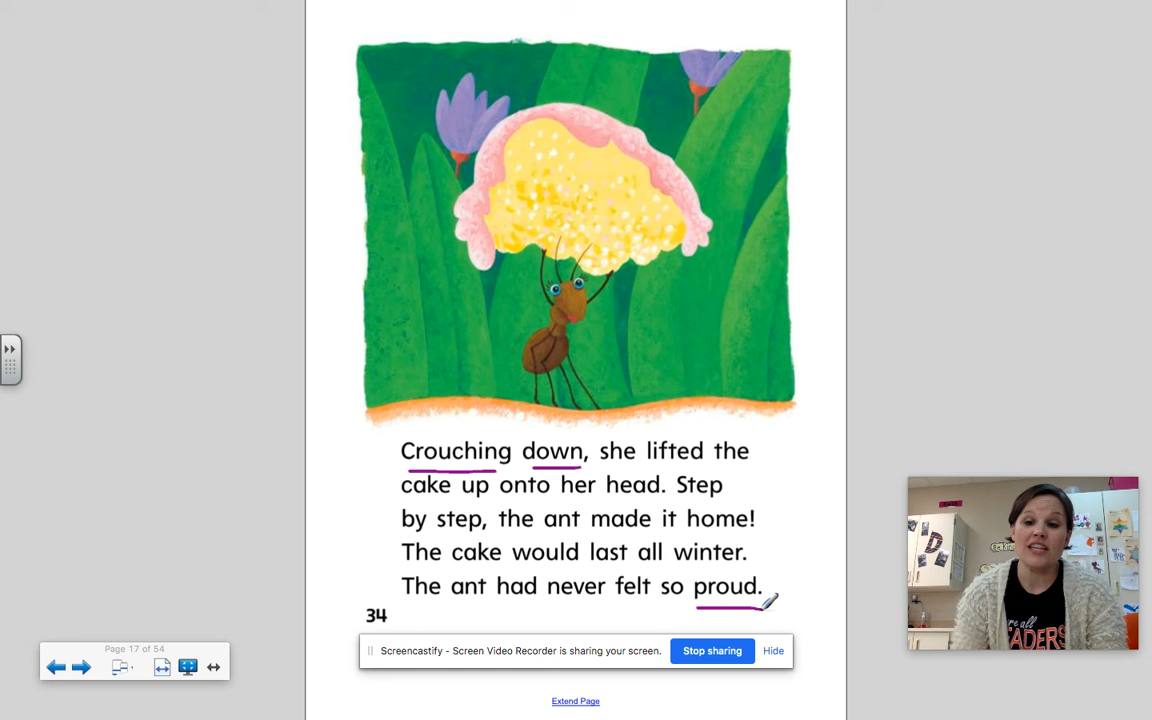 Crouching down, she lifted the
cake up onto her head. Step
by step, the ant made it home!
The cake would last all winter.
The ant had never felt so proud.
34
Page 17 of 54
Screencastify - Screen Video Recorder is sharing your screen.
Stop sharing
Hide
Extend Page